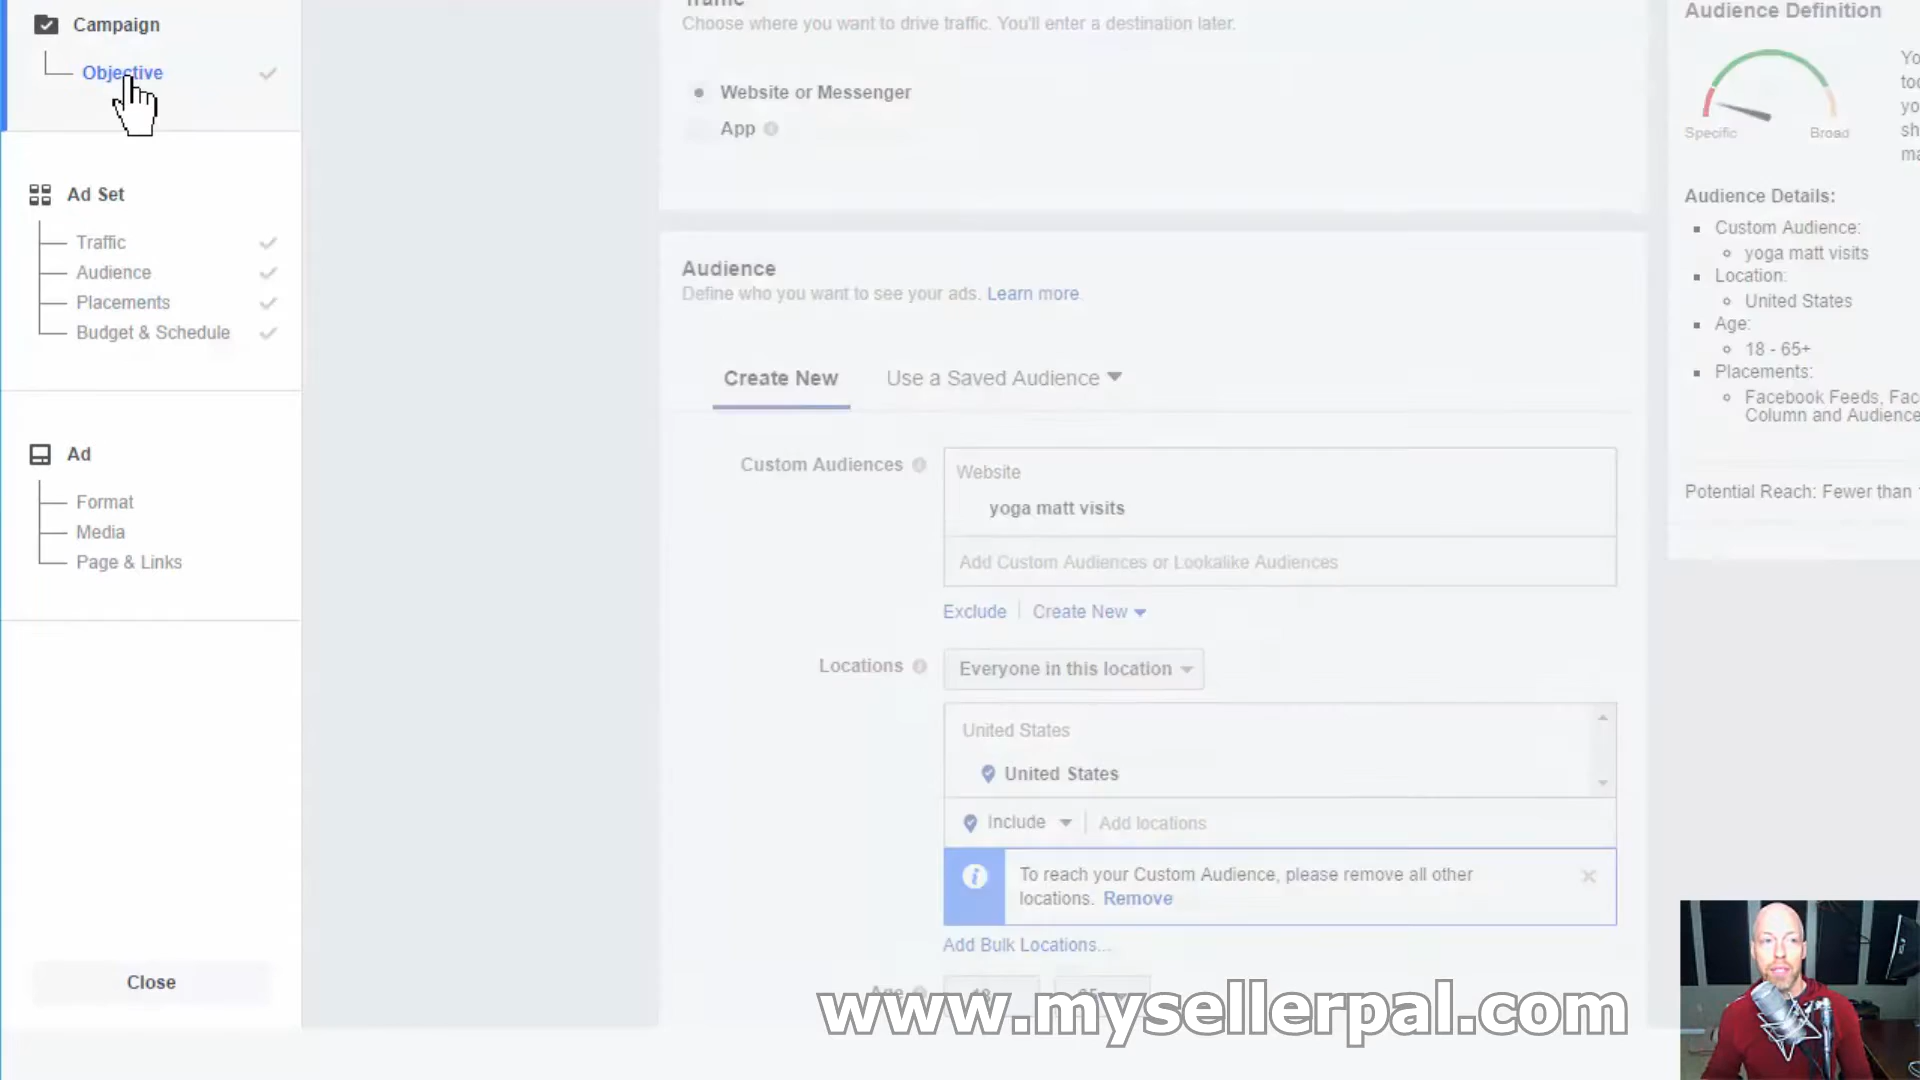 Campaign
Objective
Ad Set
Traffic
Audience
Placements
Budget & Schedule
Ad
Format
Media
Page & Links
Close
Traffic
Choose where you want to drive traffic. You'll enter a destination later.
Website or Messenger
App
Audience
Define who you want to see your ads. Learn more.
Create New
Use a Saved Audience
Custom Audiences
Website
yoga matt visits
Add Custom Audiences or Lookalike Audiences
Exclude
Create New
Locations
Everyone in this location
United States
United States
Include
Add locations
To reach your Custom Audience, please remove all other
locations. Remove
Add Bulk Locations...
Age
18
65+
Audience Definition
Specific
Broad
Audience Details:
Custom Audience:
yoga matt visits
Location:
United States
Age:
18 - 65+
Placements:
Facebook Feeds,
Column and Audience
Potential Reach: Fewer than
www.mysellerpal.com